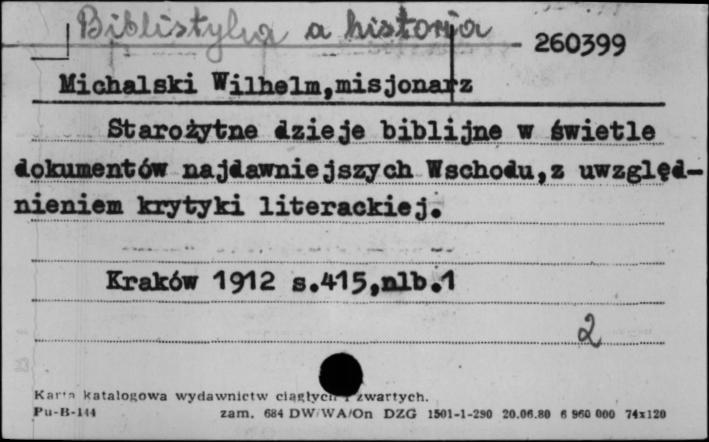 Biblistyka a historja
260399
Michalski Wilhelm,misjonarz
Starożytne dzieje biblijne w świetle
dokumentów najdawniejszych Wschodu,z uwzględ-
nieniem krytyki literackiej.
Kraków 1912 s.415,nlb.1
2
Karta katalogowa wydawnictw ciągłych i zwartych.
Pu-B-144 zam. 684 DW/WA/On DZG 1501-1-290 20.06.80 6 960 000 74x120